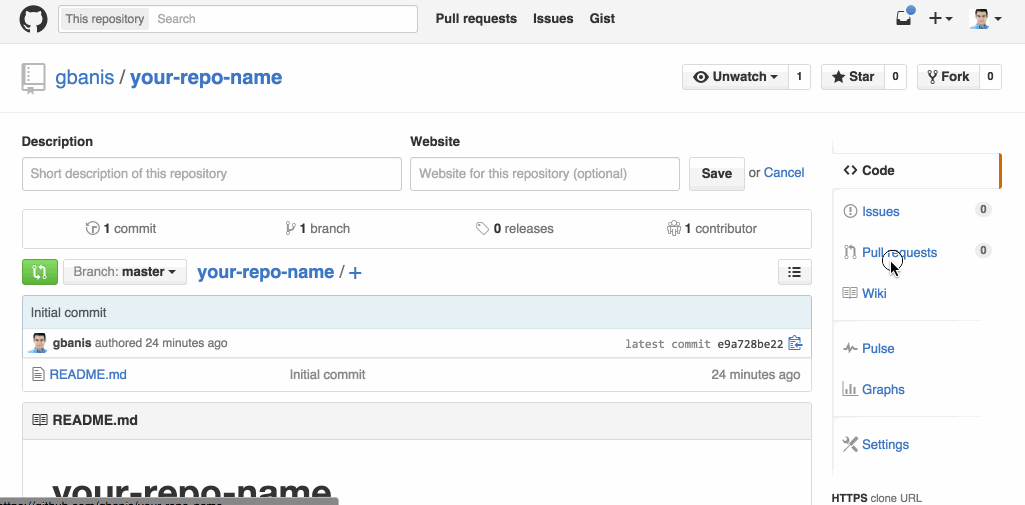 This repository Search Pull requests Issues Gist
gbanis / your-repo-name Unwatch 1 Star 0 Fork 0
Description Website
Short description of this repository Website for this repository (optional) Save or Cancel
Code
1 commit 1 branch 0 releases 1 contributor
Issues 0
Pull requests 0
Branch: master your-repo-name / +
Wiki
Initial commit
gbanis authored 24 minutes ago latest commit e9a728be22
Pulse
README.md Initial commit 24 minutes ago
Graphs
README.md
Settings
your-repo-name
HTTPS clone URL